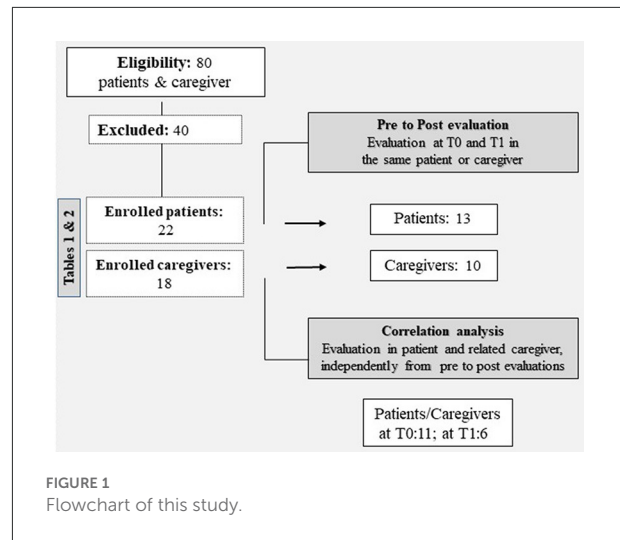 Eligibility: 80
patients & caregiver
Excluded: 40
Pre to Post evaluation
Evaluation at T0 and T1 in
the same patient or caregiver
Tables 1 & 2
Enrolled patients:
22
Patients: 13
Enrolled caregivers:
18
Caregivers: 10
Correlation analysis
Evaluation in patient and related caregiver,
independently from pre to post evaluations
Patients/Caregivers
at T0:11; at T1:6
FIGURE 1
Flowchart of this study.